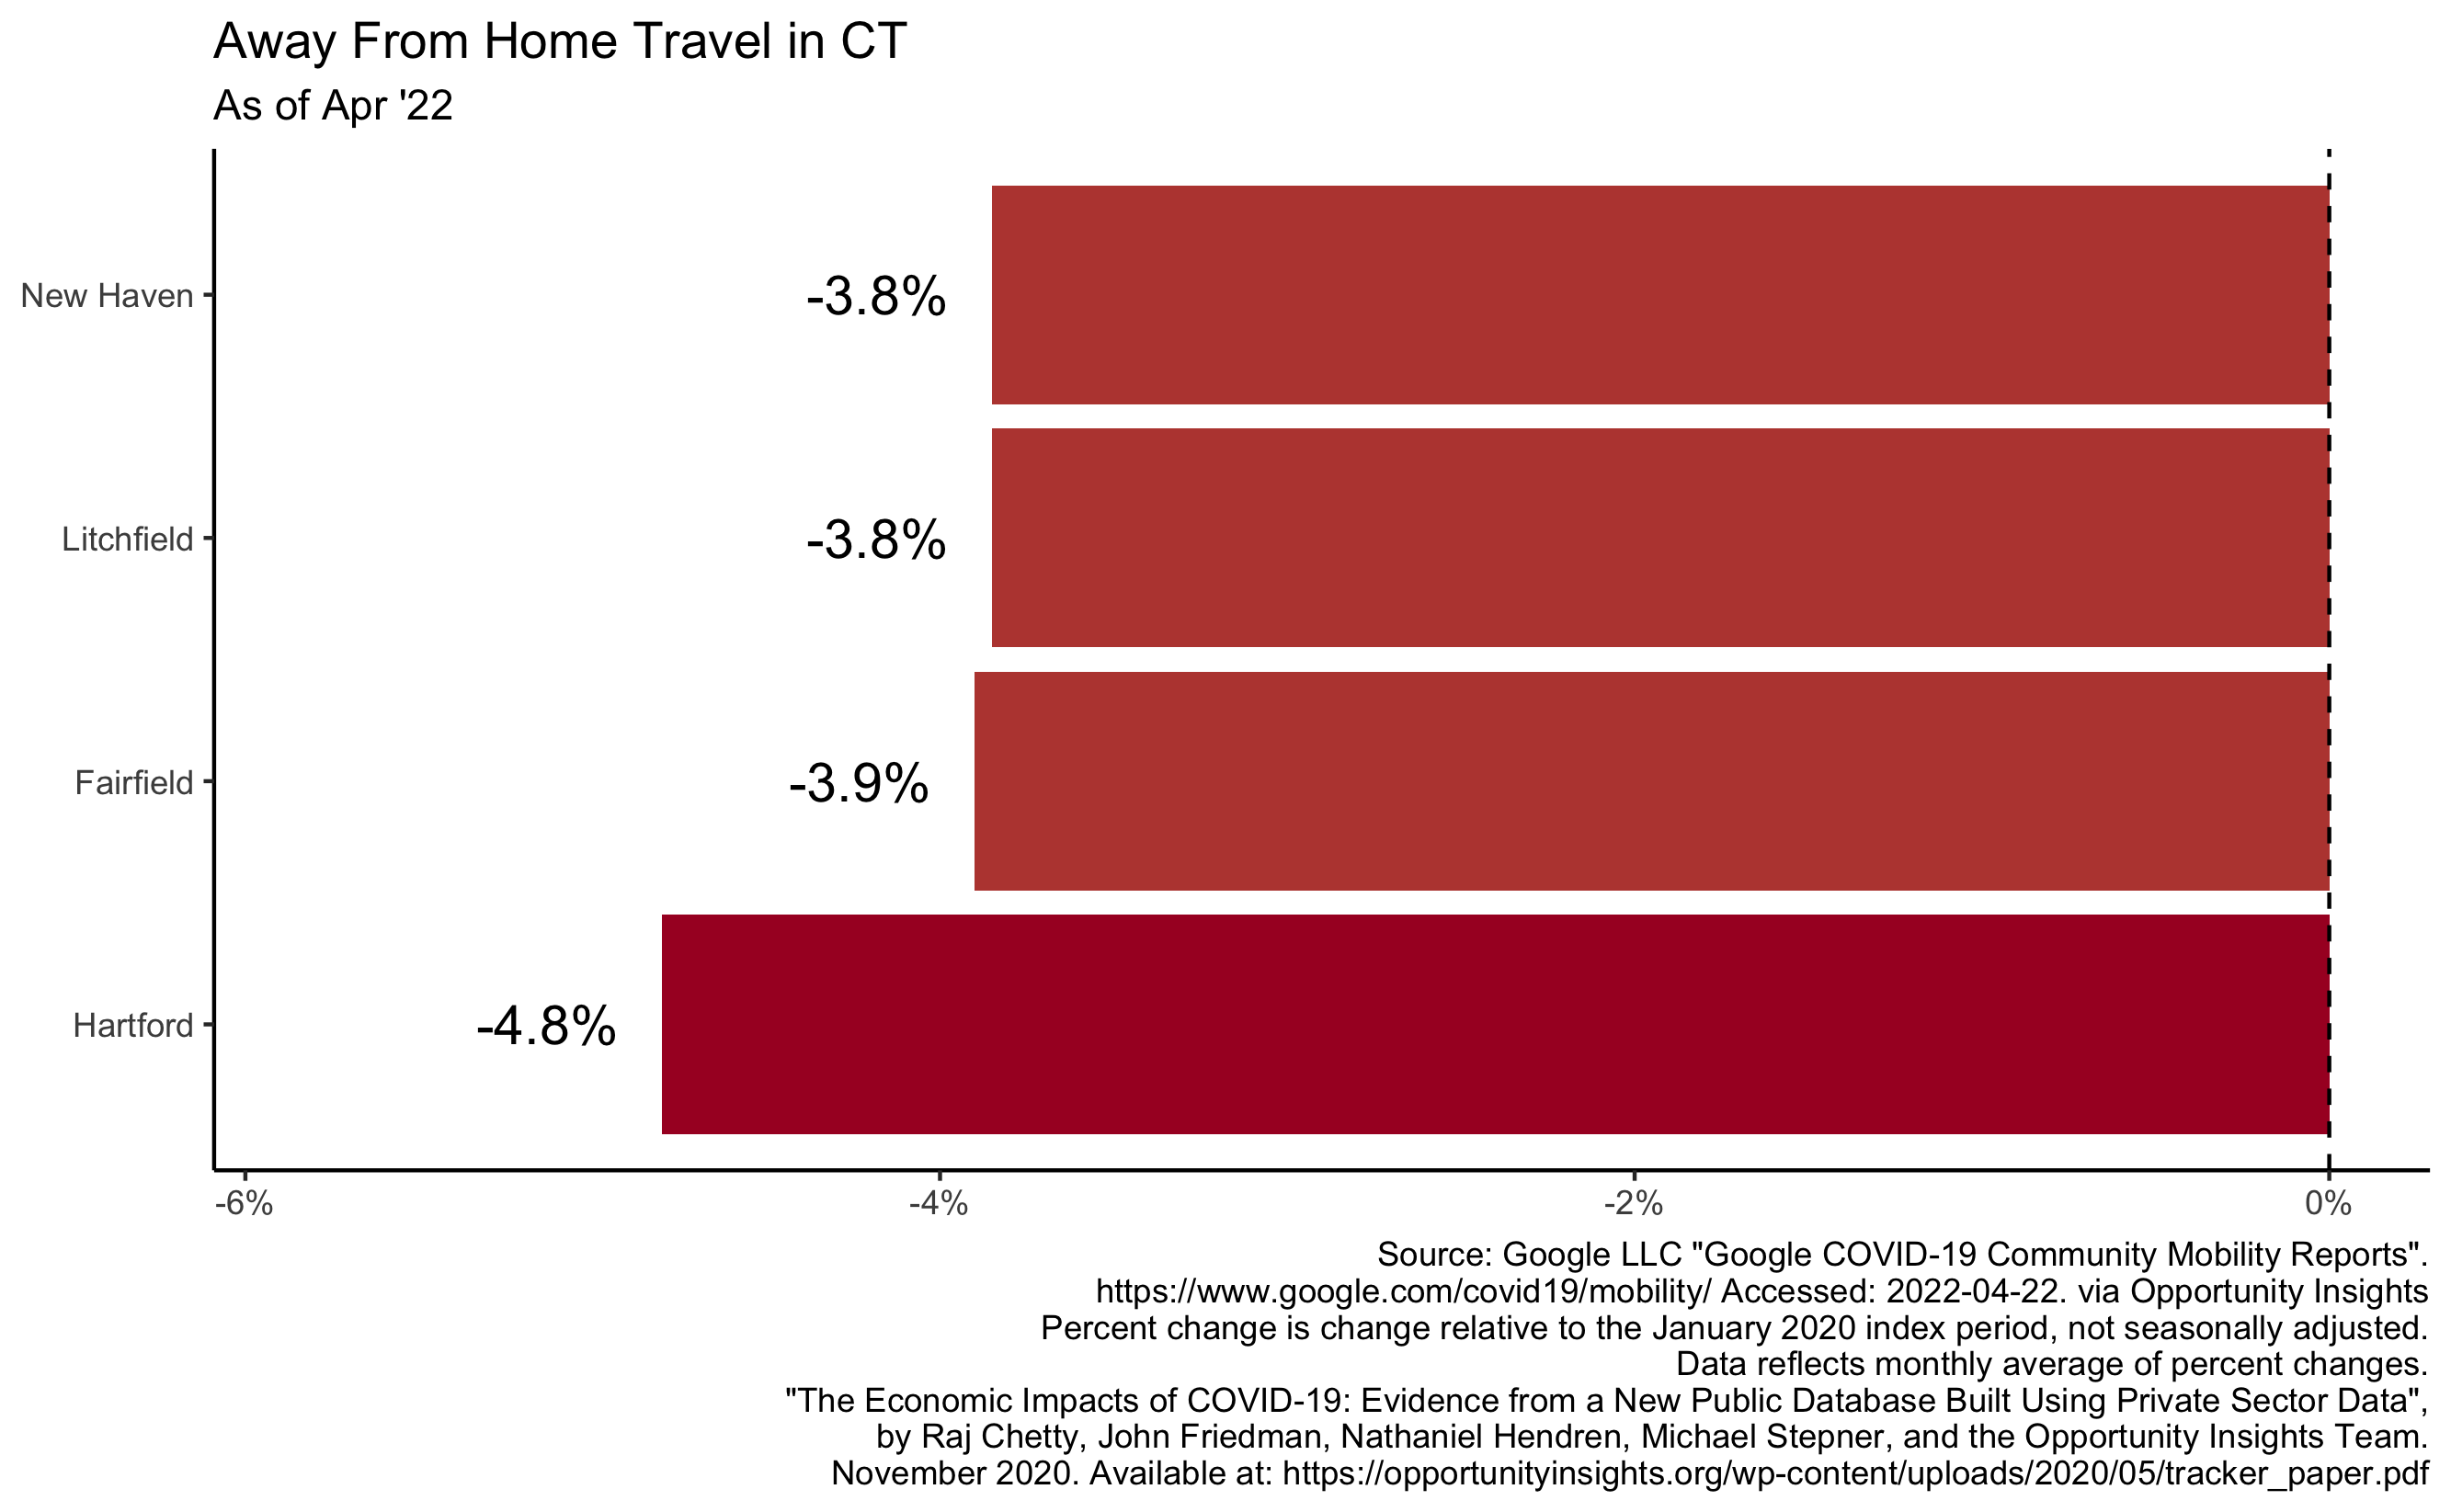 Away From Home Travel in CT
As of Apr '22
New Haven
-3.8%
Litchfield
-3.8%
Fairfield
-3.9%
Hartford
-4.8%
-6%
-4%
-2%
0%
Source: Google LLC "Google COVID-19 Community Mobility Reports".
https://www.google.com/covid19/mobility/ Accessed: 2022-04-22. via Opportunity Insights
Percent change is change relative to the January 2020 index period, not seasonally adjusted.
Data reflects monthly average of percent changes.
"The Economic Impacts of COVID-19: Evidence from a New Public Database Built Using Private Sector Data",
by Raj Chetty, John Friedman, Nathaniel Hendren, Michael Stepner, and the Opportunity Insights Team.
November 2020. Available at: https://opportunityinsights.org/wp-content/uploads/2020/05/tracker_paper.pdf